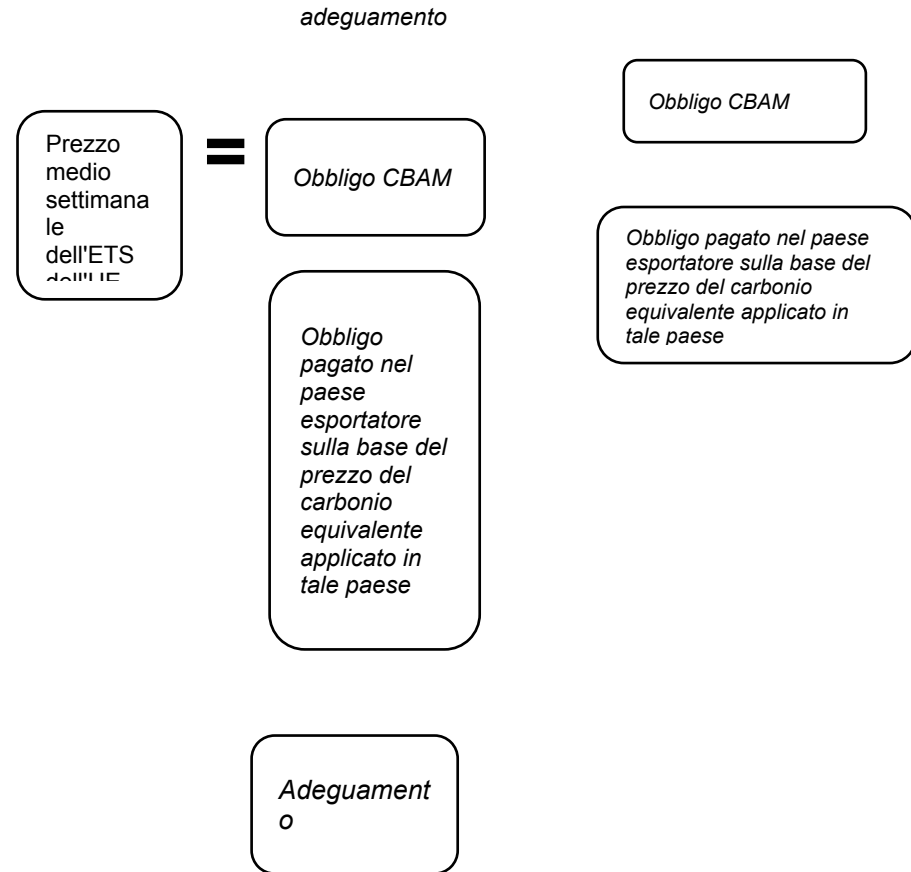 adeguamento
Prezzo
medio
settimana
le
dell'ETS
dell'UE
=
Obbligo CBAM
Obbligo
pagato nel
paese
esportatore
sulla base del
prezzo del
carbonio
equivalente
applicato in
tale paese
Adeguament
o
Obbligo CBAM
Obbligo pagato nel paese
esportatore sulla base del
prezzo del carbonio
equivalente applicato in
tale paese